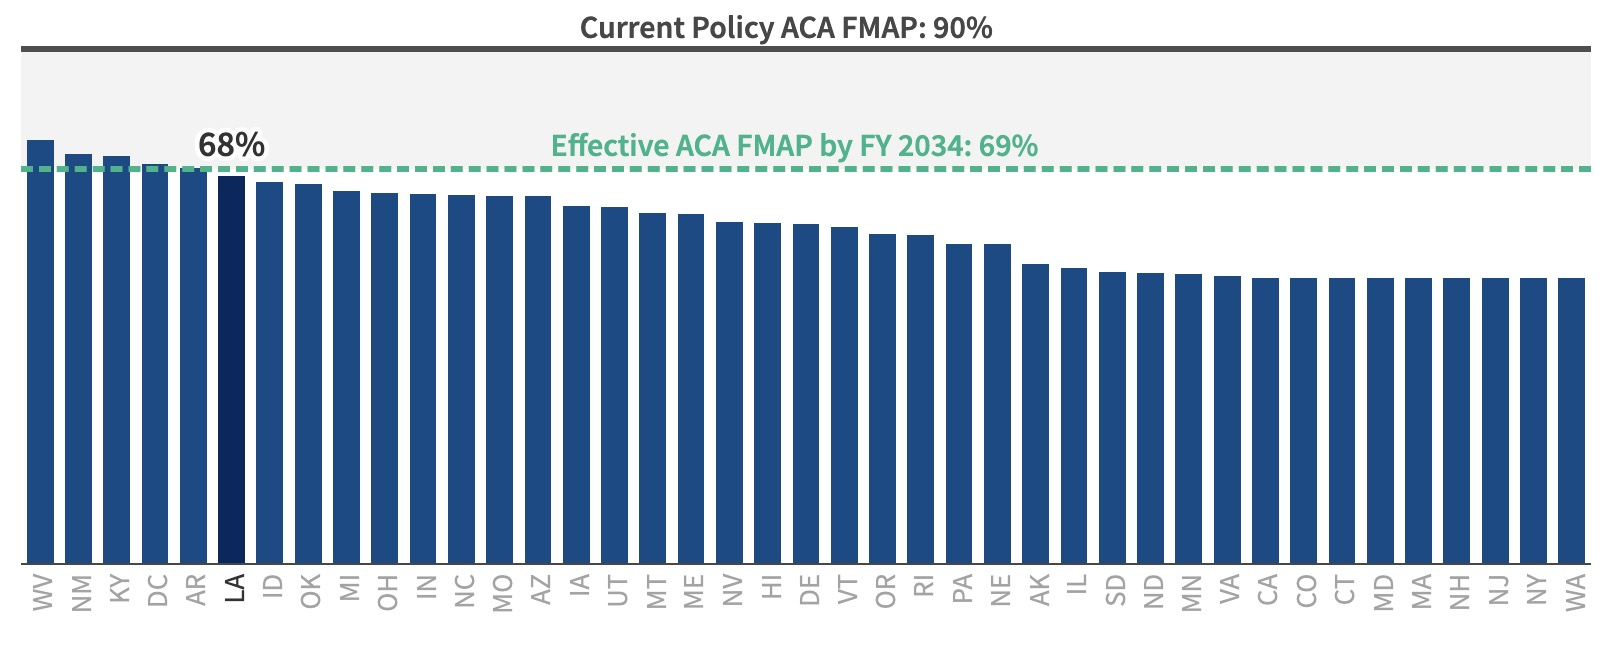 Current Policy ACA FMAP: 90%
68%
Effective ACA FMAP by FY 2034: 69%
WV NM KY DC AR LA ID OK MI OH IN NC MO AZ IA UT MT ME NV HI DE VT OR RI PA NE AK IL SD ND MN VA CA CO CT MD MA NH NJ NY WA